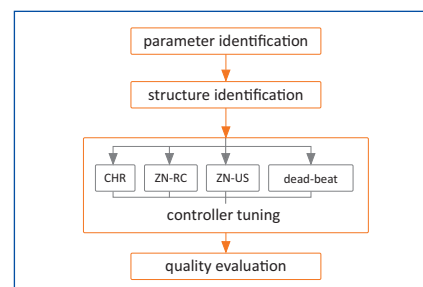 parameter identification
structure identification
CHR ZN-RC ZN-US dead-beat
controller tuning
quality evaluation